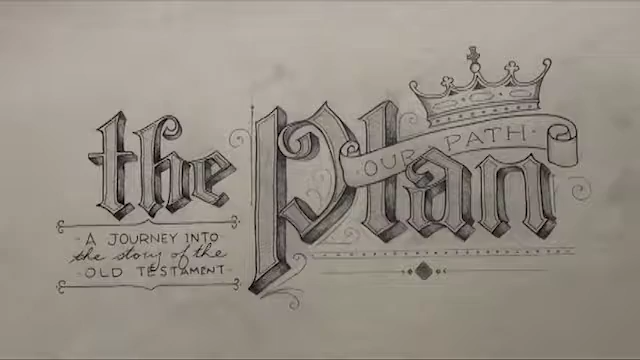 the Plan
·OUR PATH·
·A JOURNEY INTO
the story of the
·OLD TESTAMENT·